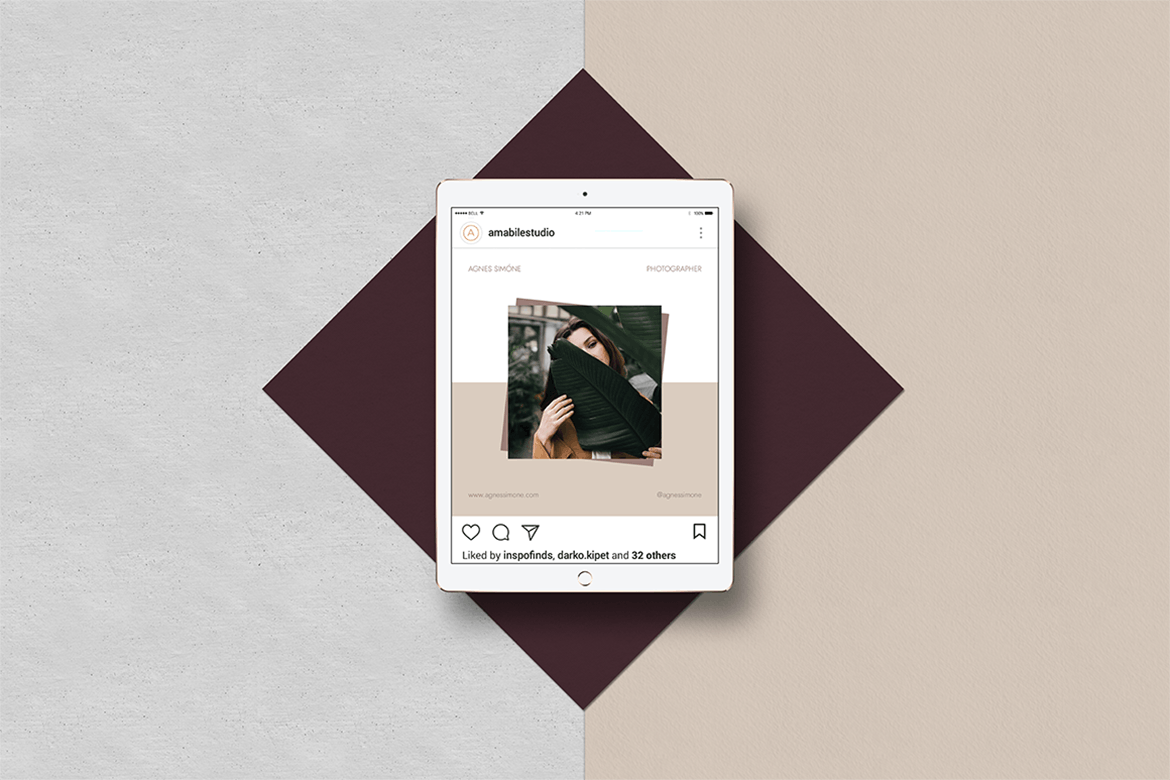 ●●●●● BELL 4:21 PM 100%
A amabilestudio
AGNES SIMÓNE PHOTOGRAPHER
www.agnessimone.com @agnessimone
Liked by inspofinds, darko.kipet and 32 others